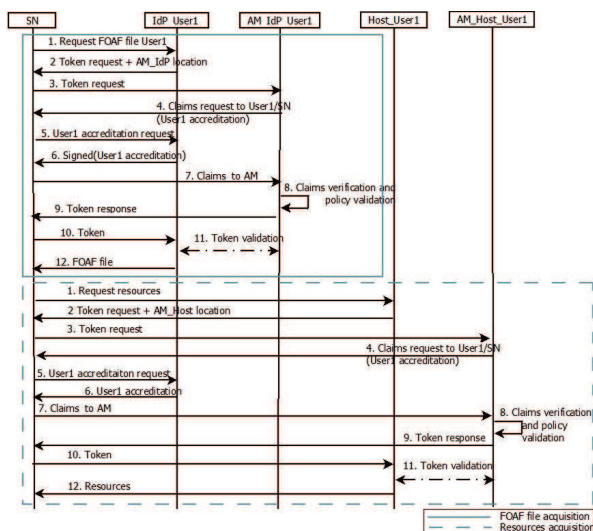 SN IdP_User1 AM_IdP_User1 Host_User1 AM_Host_User1
1. Request FOAF file User1
2 Token request + AM_IdP location
3. Token request
4. Claims request to User1/SN
(User1 accreditation)
5. User1 accreditation request
6. Signed(User1 accreditation)
7. Claims to AM
8. Claims verification and
policy validation
9. Token response
10. Token
11. Token validation
12. FOAF file
1. Request resources
2 Token request + AM_Host location
3. Token request
4. Claims request to User1/SN
(User1 accreditation)
5. User1 accreditaiton request
6. User1 accreditation
7. Claims to AM
8. Claims verification
and policy
validation
9. Token response
10. Token
11. Token validation
12. Resources
FOAF file acquisition
Resources acquisition